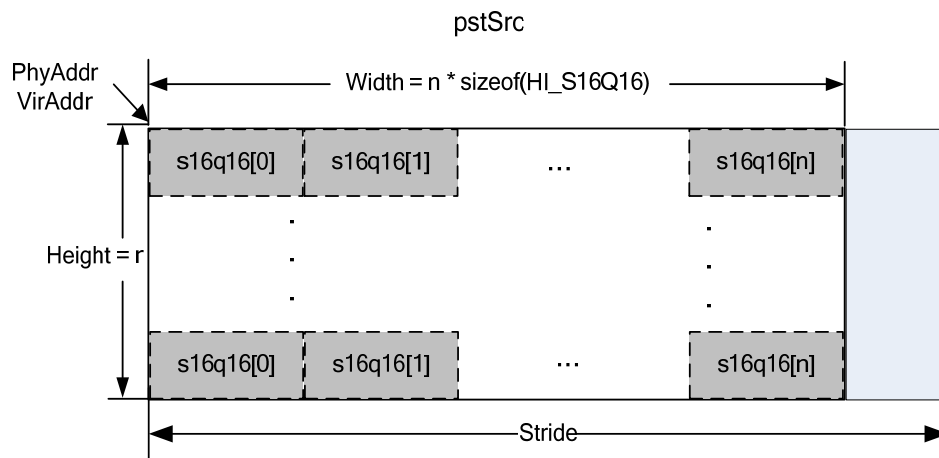 pstSrc
PhyAddr
VirAddr
Width = n * sizeof(HI_S16Q16)
s16q16[0] s16q16[1] ... s16q16[n]
Height = r
s16q16[0] s16q16[1] ... s16q16[n]
Stride